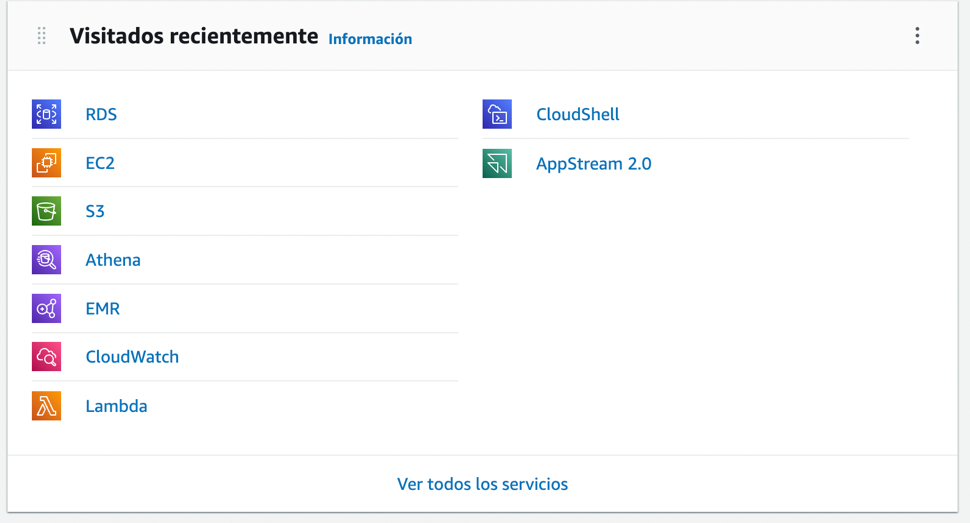 Visitados recientemente Información
RDS
EC2
S3
Athena
EMR
CloudWatch
Lambda
CloudShell
AppStream 2.0
Ver todos los servicios